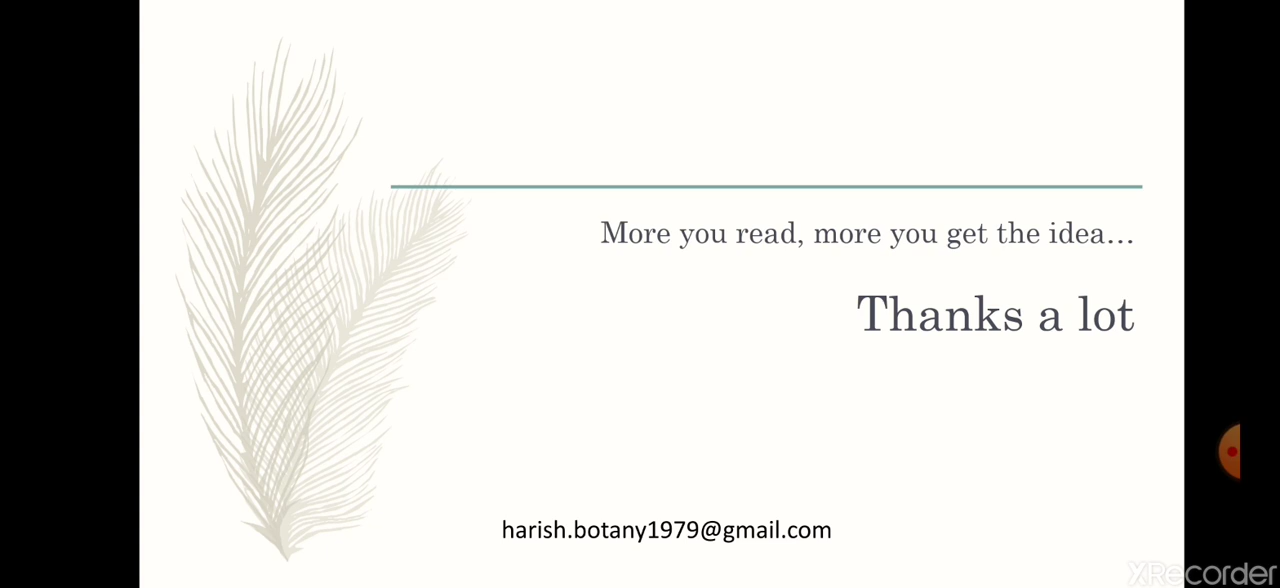 More you read, more you get the idea...
Thanks a lot
harish.botany1979@gmail.com
XRecorder